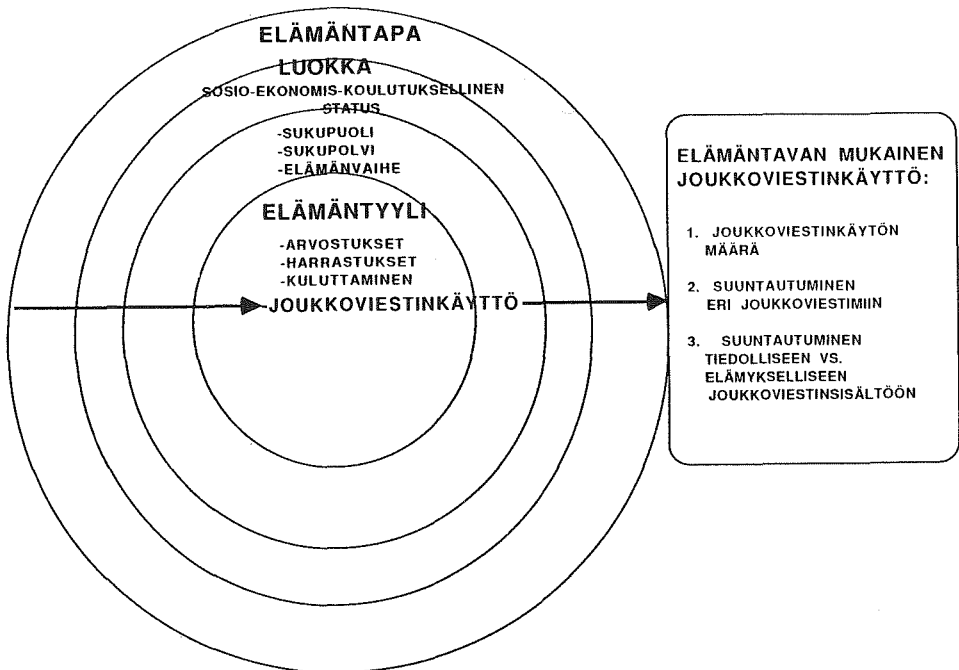 ELÄMÄNTAPA
LUOKKA
SOSIO-EKONOMIS-KOULUTUKSELLINEN
STATUS
-SUKUPUOLI
-SUKUPOLVI
-ELÄMÄNVAIHE
ELÄMÄNTYYLI
-ARVOSTUKSET
-HARRASTUKSET
-KULUTTAMINEN
-JOUKKOVIESTINKÄYTTÖ
ELÄMÄNTAVAN MUKAINEN
JOUKKOVIESTINKÄYTTÖ:
1. JOUKKOVIESTINKÄYTÖN
MÄÄRÄ
2. SUUNTAUTUMINEN
ERI JOUKKOVIESTIMIIN
3. SUUNTAUTUMINEN
TIEDOLLISEEN VS.
ELÄMYKSELLISEEN
JOUKKOVIESTINSISÄLTÖÖN